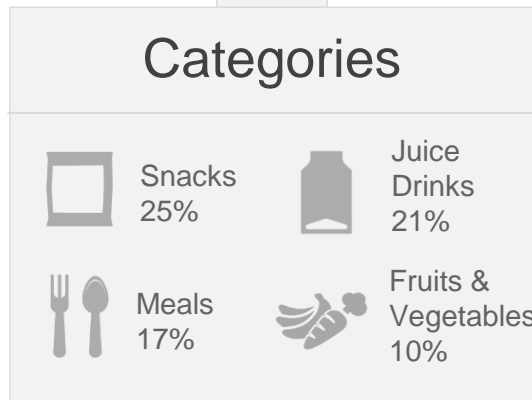 Categories
Snacks
25%
Juice
Drinks
21%
Meals
17%
Fruits &
Vegetables
10%